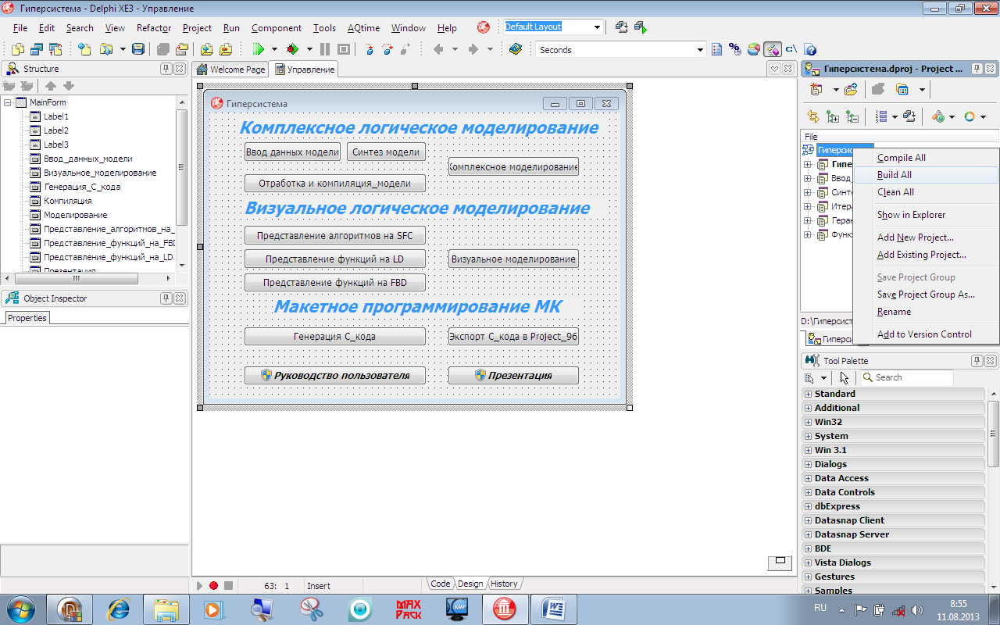 Гиперсистема - Delphi XE3 - Управление
File Edit Search View Refactor Project Run Component Tools AQtime Window Help
Default Layout
Seconds
Structure
MainForm
Label1
Label2
Label3
Ввод_данных_модели
Визуальное_моделирование
Генерация_C_кода
Компиляция
Моделирование
Представление_алгоритмов_на_
Представление_функций_на_FBD
Представление_функций_на_LD
Презентация
Object Inspector
Properties
Welcome Page
Управление
Гиперсистема
Комплексное логическое моделирование
Ввод данных модели
Синтез модели
Комплексное моделирование
Отработка и компиляция_модели
Визуальное логическое моделирование
Представление алгоритмов на SFC
Представление функций на LD
Визуальное моделирование
Представление функций на FBD
Макетное программирование МК
Генерация C_кода
Экспорт C_кода в Project_96
Руководство пользователя
Презентация
63: 1
Insert
Code
Design
History
Гиперсистема.dproj - Project ...
File
Гиперсис
Гипе
Ввод_
Синте
Итера
Геран
Функ
D:\Гиперсист
Гиперси
Compile All
Build All
Clean All
Show in Explorer
Add New Project...
Add Existing Project...
Save Project Group
Save Project Group As...
Rename
Add to Version Control
Tool Palette
Search
Standard
Additional
Win32
System
Win 3.1
Dialogs
Data Access
Data Controls
dbExpress
Datasnap Client
Datasnap Server
BDE
Vista Dialogs
Gestures
Samples
MAX
PACK
KMP
RU
8:55
11.08.2013